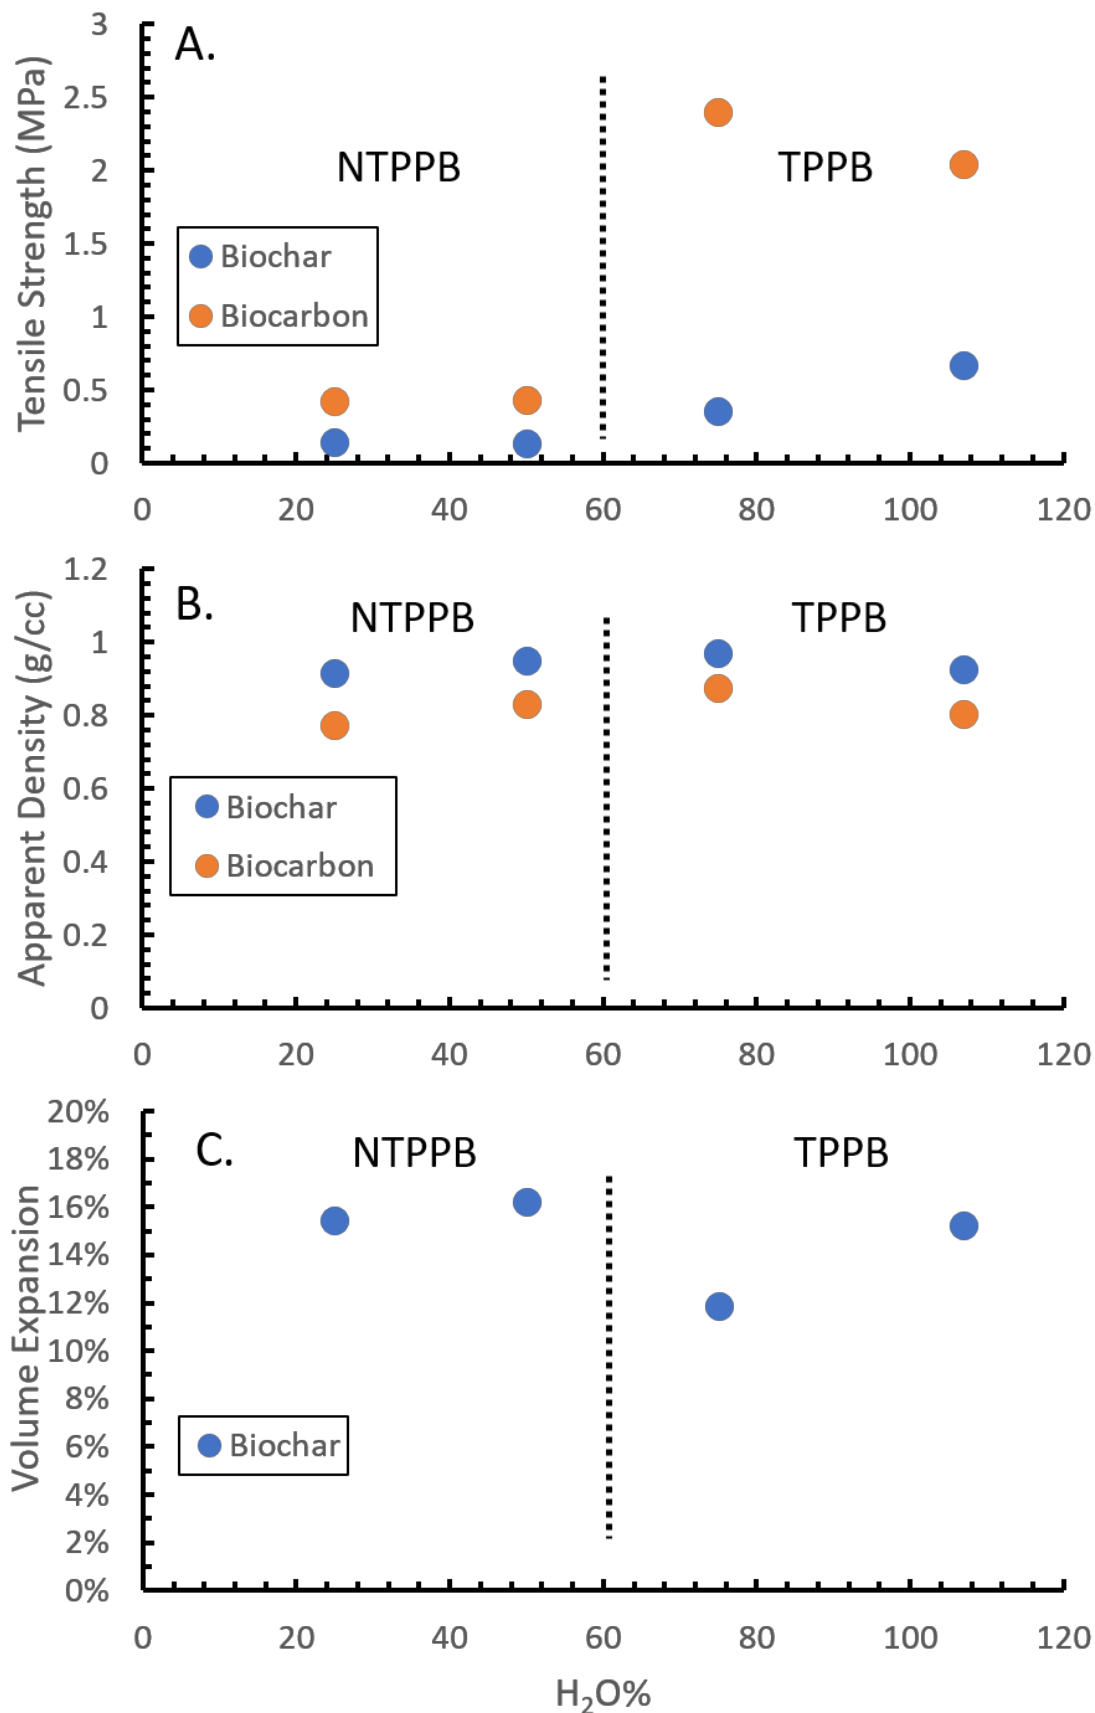 A.
Tensile Strength (MPa)
3
2.5
2
1.5
1
0.5
0
NTPPB
TPPB
Biochar
Biocarbon
0 20 40 60 80 100 120
B.
Apparent Density (g/cc)
1.2
1
0.8
0.6
0.4
0.2
0
NTPPB
TPPB
Biochar
Biocarbon
0 20 40 60 80 100 120
C.
Volume Expansion
20%
18%
16%
14%
12%
10%
8%
6%
4%
2%
0%
NTPPB
TPPB
Biochar
0 20 40 60 80 100 120
H₂O%